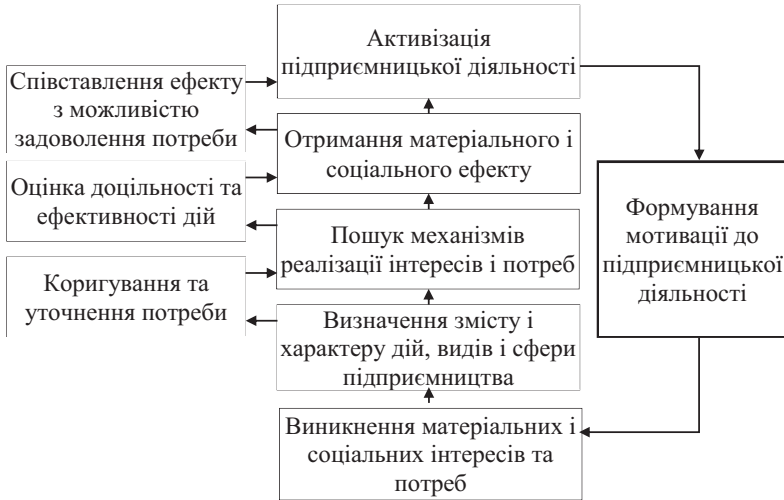 Активізація
підприємницької діяльності
Співставлення ефекту
з можливістю
задоволення потреби
Отримання матеріального і
соціального ефекту
Оцінка доцільності та
ефективності дій
Пошук механізмів
реалізації інтересів і потреб
Коригування та
уточнення потреби
Визначення змісту і
характеру дій, видів і сфери
підприємництва
Виникнення матеріальних і
соціальних інтересів та
потреб
Формування
мотивації до
підприємницької
діяльності